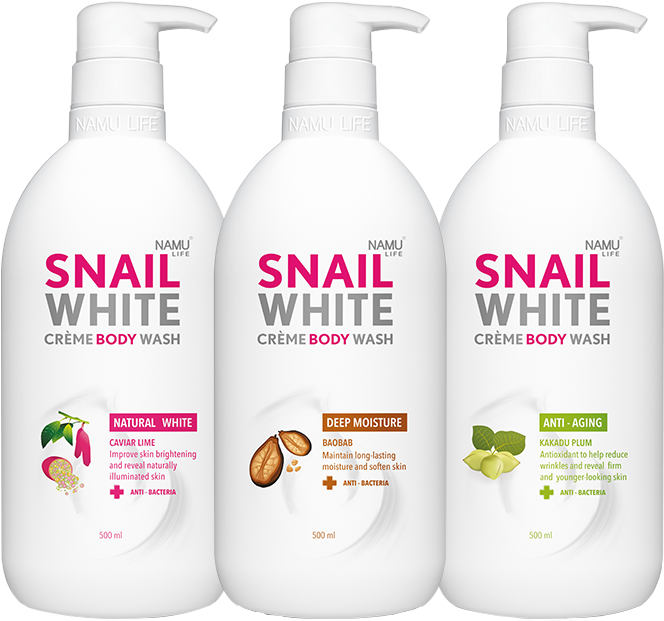 NAMU LIFE
NAMU
LIFE
SNAIL
WHITE
CRÈME BODY WASH
NATURAL WHITE
CAVIAR LIME
Improve skin brightening
and reveal naturally
illuminated skin
ANTI - BACTERIA
500 ml
NAMU LIFE
NAMU
LIFE
SNAIL
WHITE
CRÈME BODY WASH
DEEP MOISTURE
BAOBAB
Maintain long-lasting
moisture and soften skin
ANTI - BACTERIA
500 ml
NAMU LIFE
NAMU
LIFE
SNAIL
WHITE
CRÈME BODY WASH
ANTI - AGING
KAKADU PLUM
Antioxidant to help reduce
wrinkles and reveal firm
and younger-looking skin
ANTI - BACTERIA
500 ml